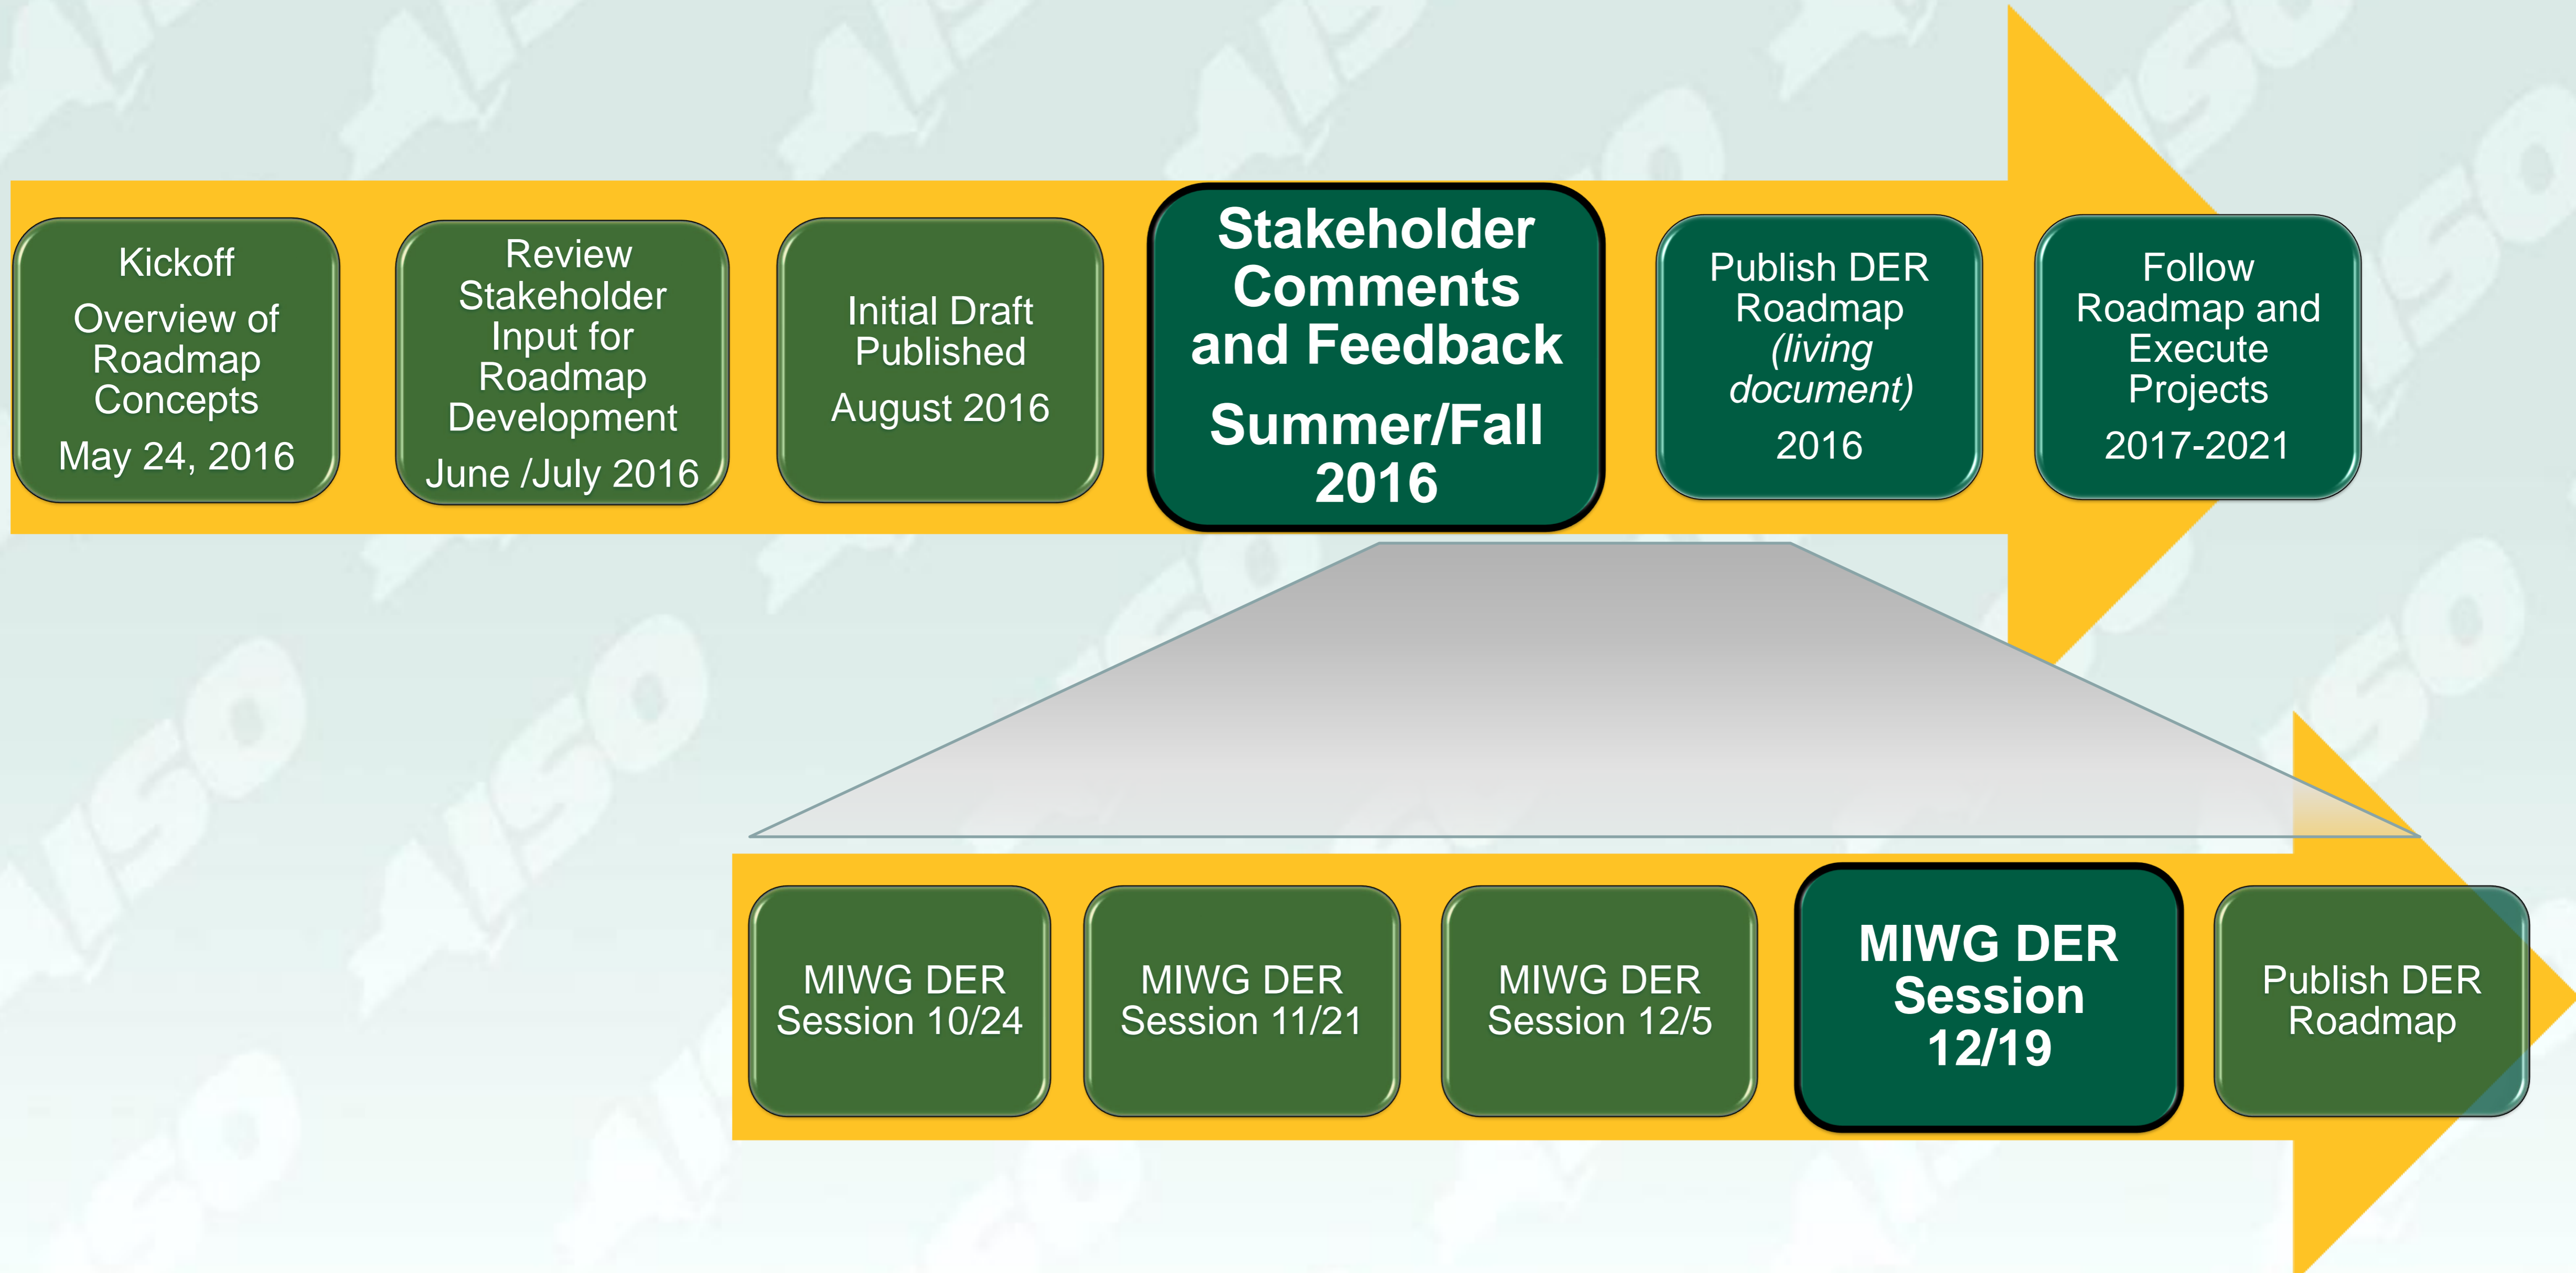 Kickoff
Overview of
Roadmap
Concepts
May 24, 2016
Review
Stakeholder
Input for
Roadmap
Development
June /July 2016
Initial Draft
Published
August 2016
Stakeholder
Comments
and Feedback
Summer/Fall
2016
Publish DER
Roadmap
(living
document)
2016
Follow
Roadmap and
Execute
Projects
2017-2021
MIWG DER
Session 10/24
MIWG DER
Session 11/21
MIWG DER
Session 12/5
MIWG DER
Session
12/19
Publish DER
Roadmap